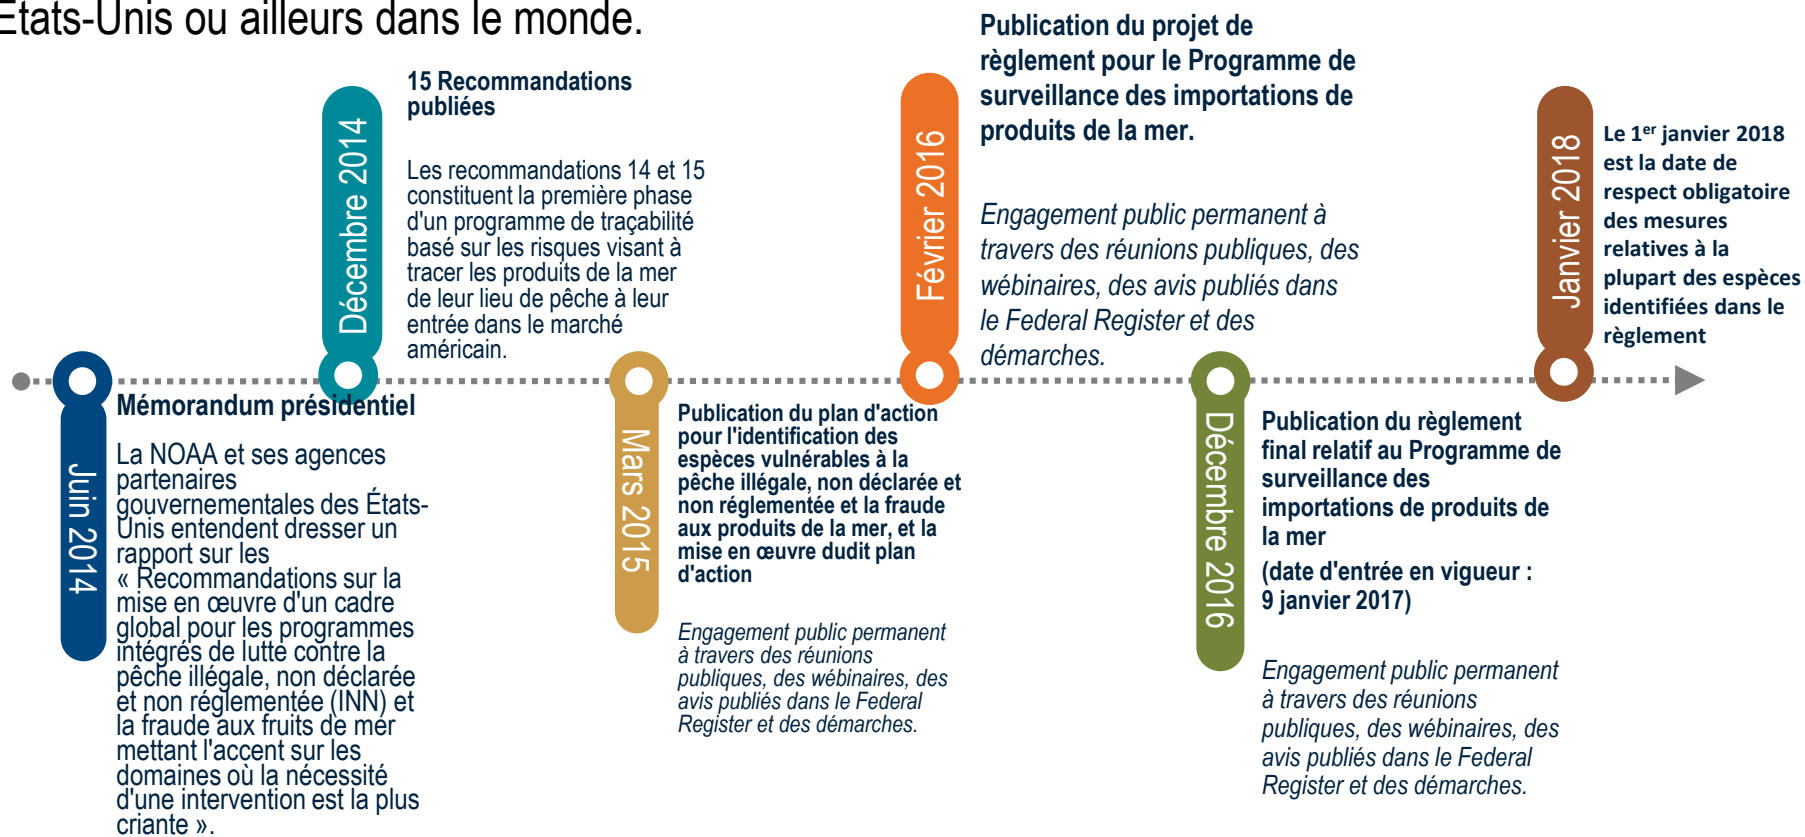 États-Unis ou ailleurs dans le monde.
Juin 2014
Mémorandum présidentiel
La NOAA et ses agences
partenaires
gouvernementales des États-
Unis entendent dresser un
rapport sur les
« Recommandations sur la
mise en œuvre d'un cadre
global pour les programmes
intégrés de lutte contre la
pêche illégale, non déclarée
et non réglementée (INN) et
la fraude aux fruits de mer
mettant l'accent sur les
domaines où la nécessité
d'une intervention est la plus
criante ».
Décembre 2014
15 Recommandations
publiées
Les recommandations 14 et 15
constituent la première phase
d'un programme de traçabilité
basé sur les risques visant à
tracer les produits de la mer
de leur lieu de pêche à leur
entrée dans le marché
américain.
Mars 2015
Publication du plan d'action
pour l'identification des
espèces vulnérables à la
pêche illégale, non déclarée et
non réglementée et la fraude
aux produits de la mer, et la
mise en œuvre dudit plan
d'action
Engagement public permanent
à travers des réunions
publiques, des wébinaires, des
avis publiés dans le Federal
Register et des démarches.
Février 2016
Publication du projet de
règlement pour le Programme de
surveillance des importations de
produits de la mer.
Engagement public permanent à
travers des réunions publiques, des
wébinaires, des avis publiés dans
le Federal Register et des
démarches.
Décembre 2016
Publication du règlement
final relatif au Programme de
surveillance des
importations de produits de
la mer
(date d'entrée en vigueur :
9 janvier 2017)
Engagement public permanent
à travers des réunions
publiques, des wébinaires, des
avis publiés dans le Federal
Register et des démarches.
Janvier 2018
Le 1er janvier 2018
est la date de
respect obligatoire
des mesures
relatives à la
plupart des espèces
identifiées dans le
règlement